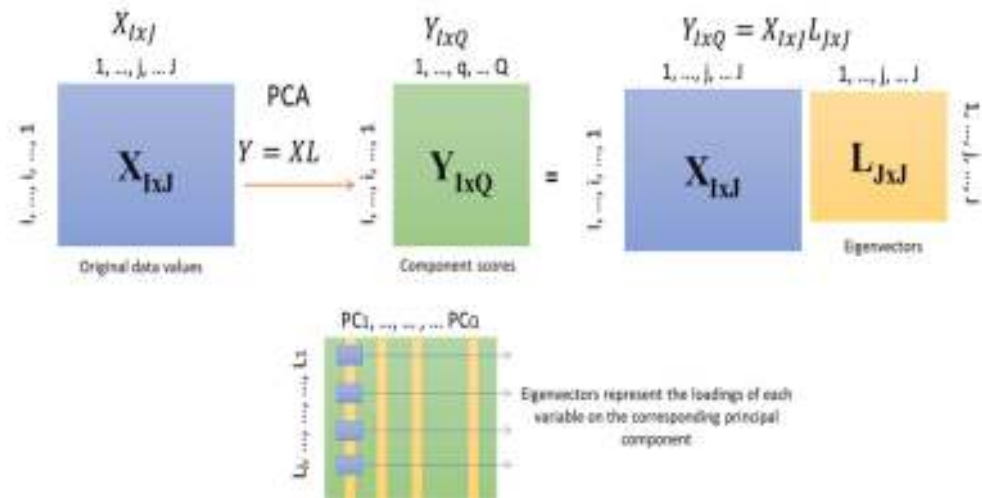 X_IxJ
1, ..., j, ... J
I, ..., i, ..., 1
X_IxJ
Original data values
PCA
Y = XL
Y_IxQ
1, ..., q, ... Q
I, ..., i, ..., 1
Y_IxQ
Component scores
=
Y_IxQ = X_IxJ L_JxJ
1, ..., j, ... J
I, ..., i, ..., 1
X_IxJ
1, ..., j, ... J
L_JxJ
1, ..., j, ..., J
Eigenvectors
PC1, ..., ... , ... PCQ
LJ, ..., ..., ..., L1
Eigenvectors represent the loadings of each
variable on the corresponding principal
component